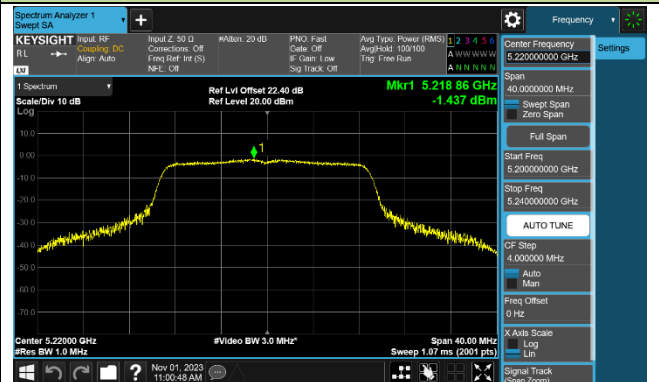 Spectrum Analyzer 1
Swept SA
+
Frequency
KEYSIGHT
RL
LXI
Input: RF
Coupling: DC
Align: Auto
Input Z: 50 Ω
Corrections: Off
Freq Ref: Int (S)
NFE: Off
#Atten: 20 dB
PNO: Fast
Gate: Off
IF Gain: Low
Sig Track: Off
Avg Type: Power (RMS)
Avg|Hold: 100/100
Trig: Free Run
1 2 3 4 5 6
A W W W W W
A N N N N N
1 Spectrum
Scale/Div 10 dB
Log
Ref Lvl Offset 22.40 dB
Ref Level 20.00 dBm
Mkr1 5.218 86 GHz
-1.437 dBm
1
10.0
0.00
-10.0
-20.0
-30.0
-40.0
-50.0
-60.0
-70.0
Center 5.22000 GHz
#Res BW 1.0 MHz
#Video BW 3.0 MHz*
Span 40.00 MHz
Sweep 1.07 ms (2001 pts)
Center Frequency
5.220000000 GHz
Settings
Span
40.0000000 MHz
Swept Span
Zero Span
Full Span
Start Freq
5.200000000 GHz
Stop Freq
5.240000000 GHz
AUTO TUNE
CF Step
4.000000 MHz
Auto
Man
Freq Offset
0 Hz
X Axis Scale
Log
Lin
Signal Track
(Span Zoom)
?
Nov 01, 2023
11:00:48 AM